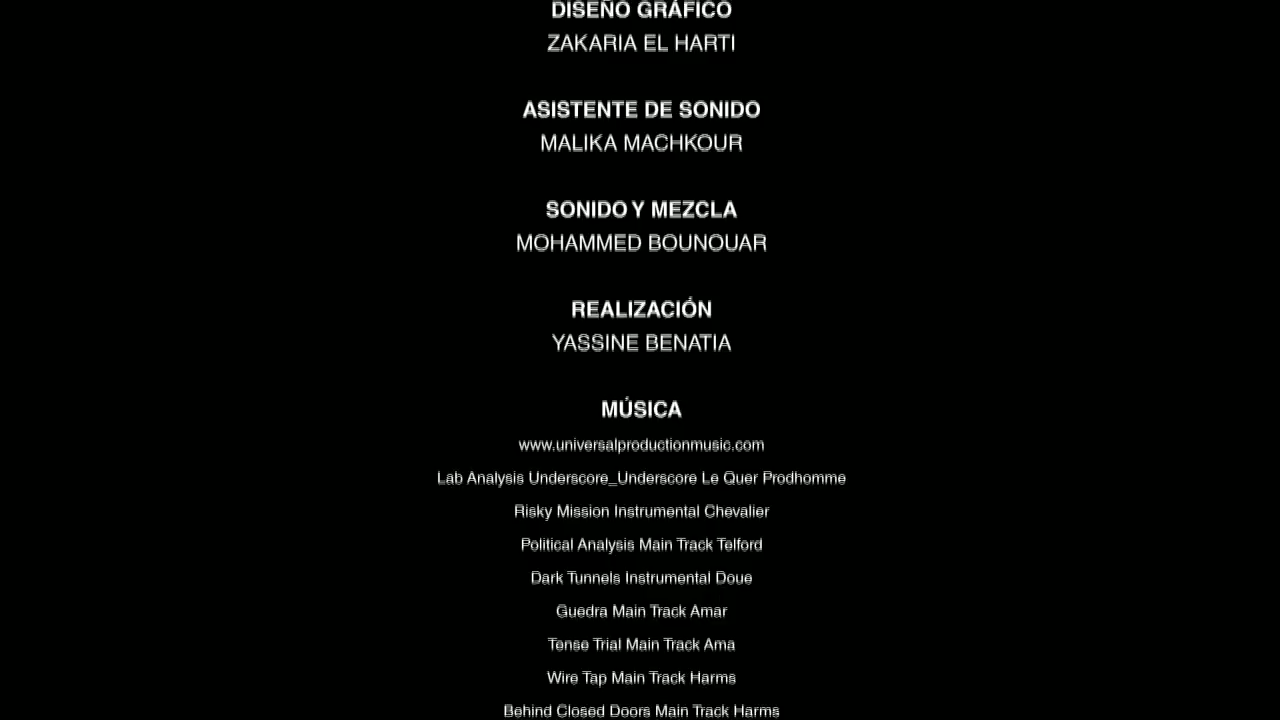 DISEÑO GRÁFICO
ZAKARIA EL HARTI
ASISTENTE DE SONIDO
MALIKA MACHKOUR
SONIDO Y MEZCLA
MOHAMMED BOUNOUAR
REALIZACIÓN
YASSINE BENATIA
MÚSICA
www.universalproductionmusic.com
Lab Analysis Underscore_Underscore Le Quer Prodhomme
Risky Mission Instrumental Chevalier
Political Analysis Main Track Telford
Dark Tunnels Instrumental Doue
Guedra Main Track Amar
Tense Trial Main Track Ama
Wire Tap Main Track Harms
Behind Closed Doors Main Track Harms